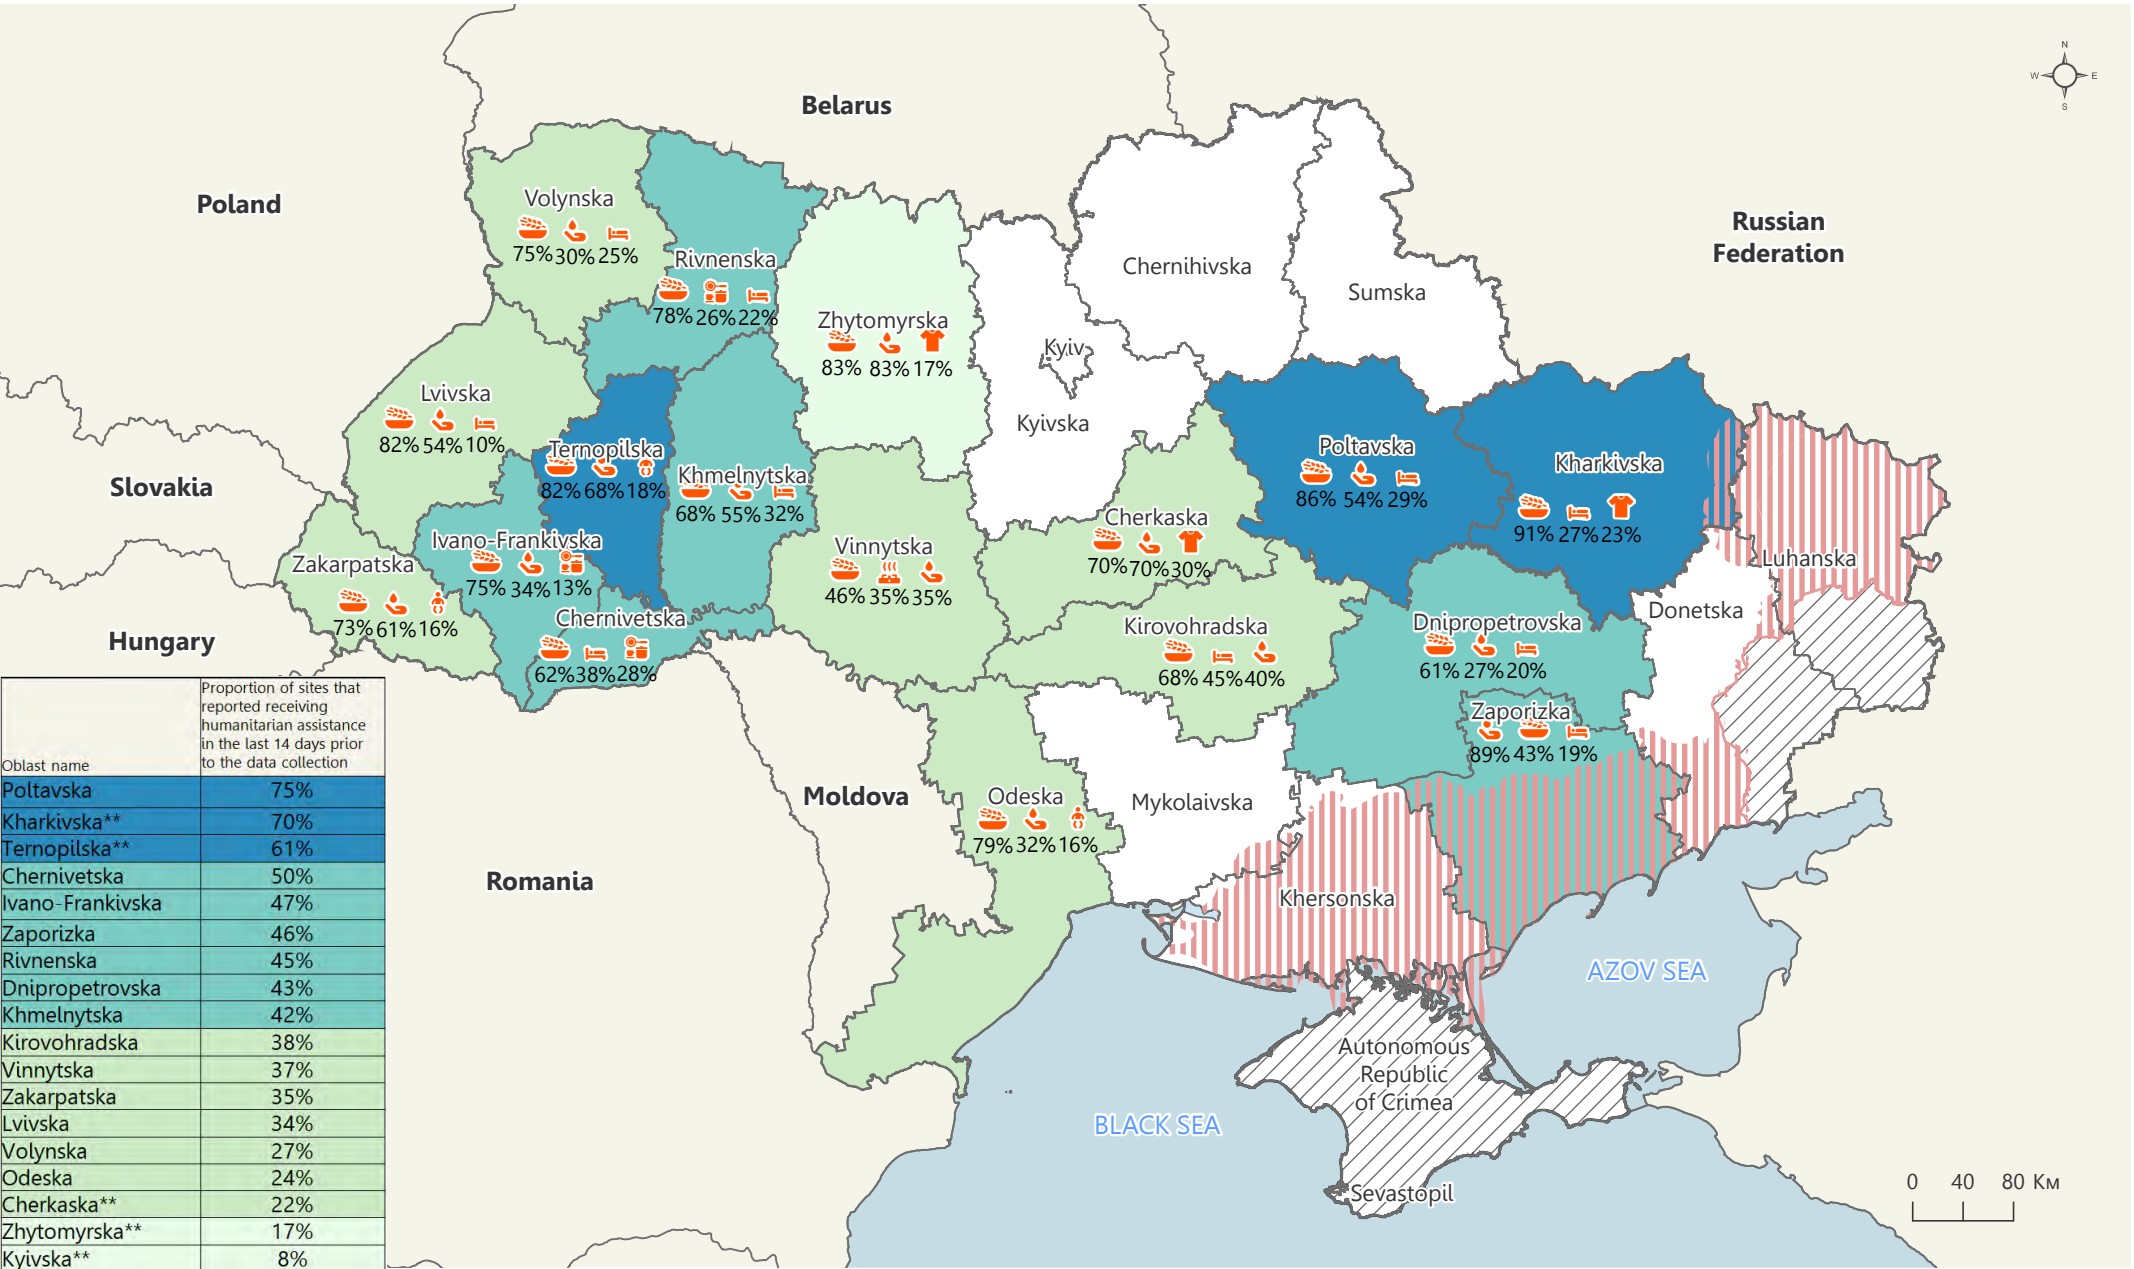 N
W E
S
Belarus
Poland
Russian
Federation
Volynska
75% 30% 25%
Rivnenska
78% 26% 22%
Zhytomyrska
83% 83% 17%
Chernihivska
Sumska
Kyiv
Kyivska
Lvivska
82% 54% 10%
Ternopilska
82% 68% 18%
Khmelnytska
68% 55% 32%
Poltavska
86% 54% 29%
Kharkivska
91% 27% 23%
Slovakia
Cherkaska
70% 70% 30%
Ivano-Frankivska
75% 34% 13%
Vinnytska
46% 35% 35%
Luhanska
Zakarpatska
73% 61% 16%
Donetska
Chernivetska
62% 38% 28%
Kirovohradska
68% 45% 40%
Dnipropetrovska
61% 27% 20%
Hungary
Zaporizka
89% 43% 19%
Moldova
Odeska
79% 32% 16%
Mykolaivska
Romania
Khersonska
AZOV SEA
Autonomous
Republic
of Crimea
BLACK SEA
Sevastopil
0 40 80 Км
Oblast name
Proportion of sites that
reported receiving
humanitarian assistance
in the last 14 days prior
to the data collection
Poltavska 75%
Kharkivska** 70%
Ternopilska** 61%
Chernivetska 50%
Ivano-Frankivska 47%
Zaporizka 46%
Rivnenska 45%
Dnipropetrovska 43%
Khmelnytska 42%
Kirovohradska 38%
Vinnytska 37%
Zakarpatska 35%
Lvivska 34%
Volynska 27%
Odeska 24%
Cherkaska** 22%
Zhytomyrska** 17%
Kyivska** 8%